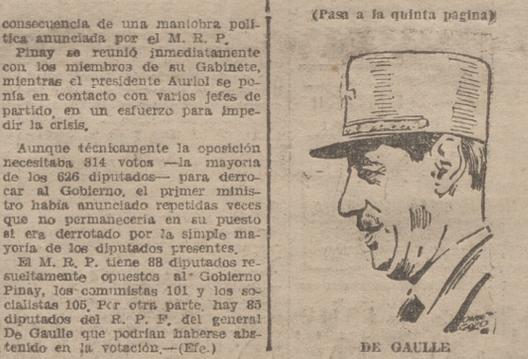 consecuencia de una maniobra polí-
tica anunciada por el M. R. P.
Pinay se reunió inmediatamente
con los miembros de su Gabinete,
mientras el presidente Auriol se po-
nía en contacto con varios jefes de
partido, en un esfuerzo para impe-
dir la crisis.
Aunque técnicamente la oposición
necesitaba 314 votos —la mayoría
de los 626 diputados— para derro-
car al Gobierno, el primer minis-
tro había anunciado repetidas veces
que no permanecería en su puesto
si era derrotado por la simple ma-
yoría de los diputados presentes.
El M. R. P. tiene 88 diputados re-
sueltamente opuestos al Gobierno
Pinay, los comunistas 101 y los so-
cialistas 105. Por otra parte, hay 85
diputados del R. P. F. del general
De Gaulle que podrían haberse abs-
tenido en la votación.—(Efe.)
(Pasa a la quinta página)
DE GAULLE